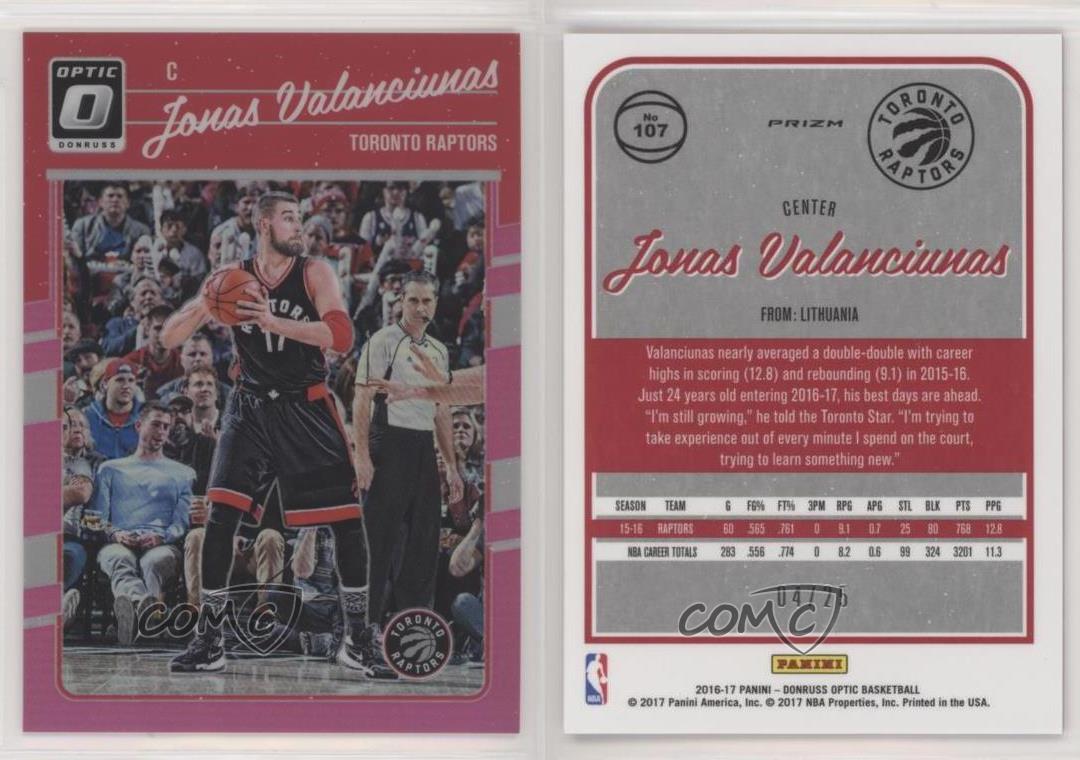 OPTIC
DONRUSS
C
Jonas Valanciunas
TORONTO RAPTORS
TORONTO
17
TORONTO
RAPTORS
COMC
No
107
PRIZM
TORONTO
RAPTORS
CENTER
Jonas Valanciunas
FROM: LITHUANIA
Valanciunas nearly averaged a double-double with career
highs in scoring (12.8) and rebounding (9.1) in 2015-16.
Just 24 years old entering 2016-17, his best days are ahead.
"I'm still growing," he told the Toronto Star. "I'm trying to
take experience out of every minute I spend on the court,
trying to learn something new."
SEASON TEAM G FG% FT% 3PM RPG APG STL BLK PTS PPG
15-16 RAPTORS 60 .565 .761 0 9.1 0.7 25 80 768 12.8
NBA CAREER TOTALS 283 .556 .774 0 8.2 0.6 99 324 3201 11.3
04/25
COMC
PANINI
NBA
2016-17 PANINI – DONRUSS OPTIC BASKETBALL
© 2017 Panini America, Inc. © 2017 NBA Properties, Inc. Printed in the USA.